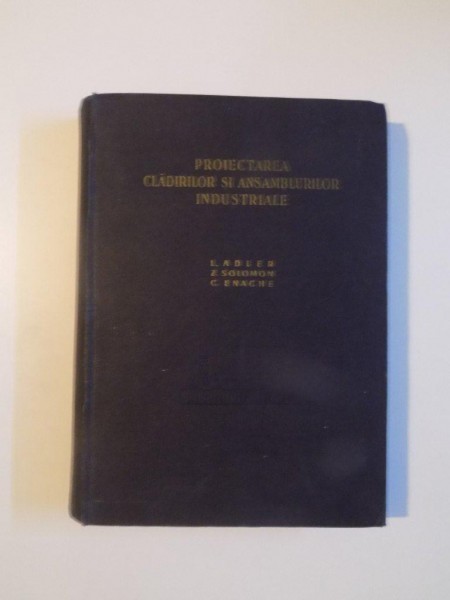 PROIECTAREA
CLĂDIRILOR ȘI ANSAMBLURILOR
INDUSTRIALE
L. ADLER
Z. SOLOMON
C. ENACHE